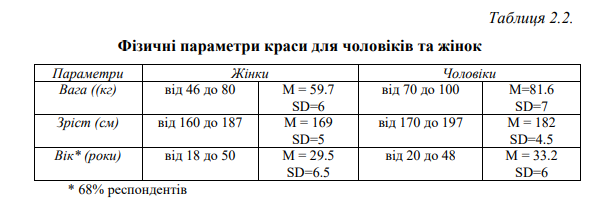 Таблиця 2.2.
Фізичні параметри краси для чоловіків та жінок
Параметри Жінки Чоловіки
Вага ((кг) від 46 до 80 M = 59.7 від 70 до 100 M=81.6
SD=6 SD=7
Зріст (см) від 160 до 187 M = 169 від 170 до 197 M = 182
SD=5 SD=4.5
Вік* (роки) від 18 до 50 M = 29.5 від 20 до 48 M = 33.2
SD=6.5 SD=6
* 68% респондентів